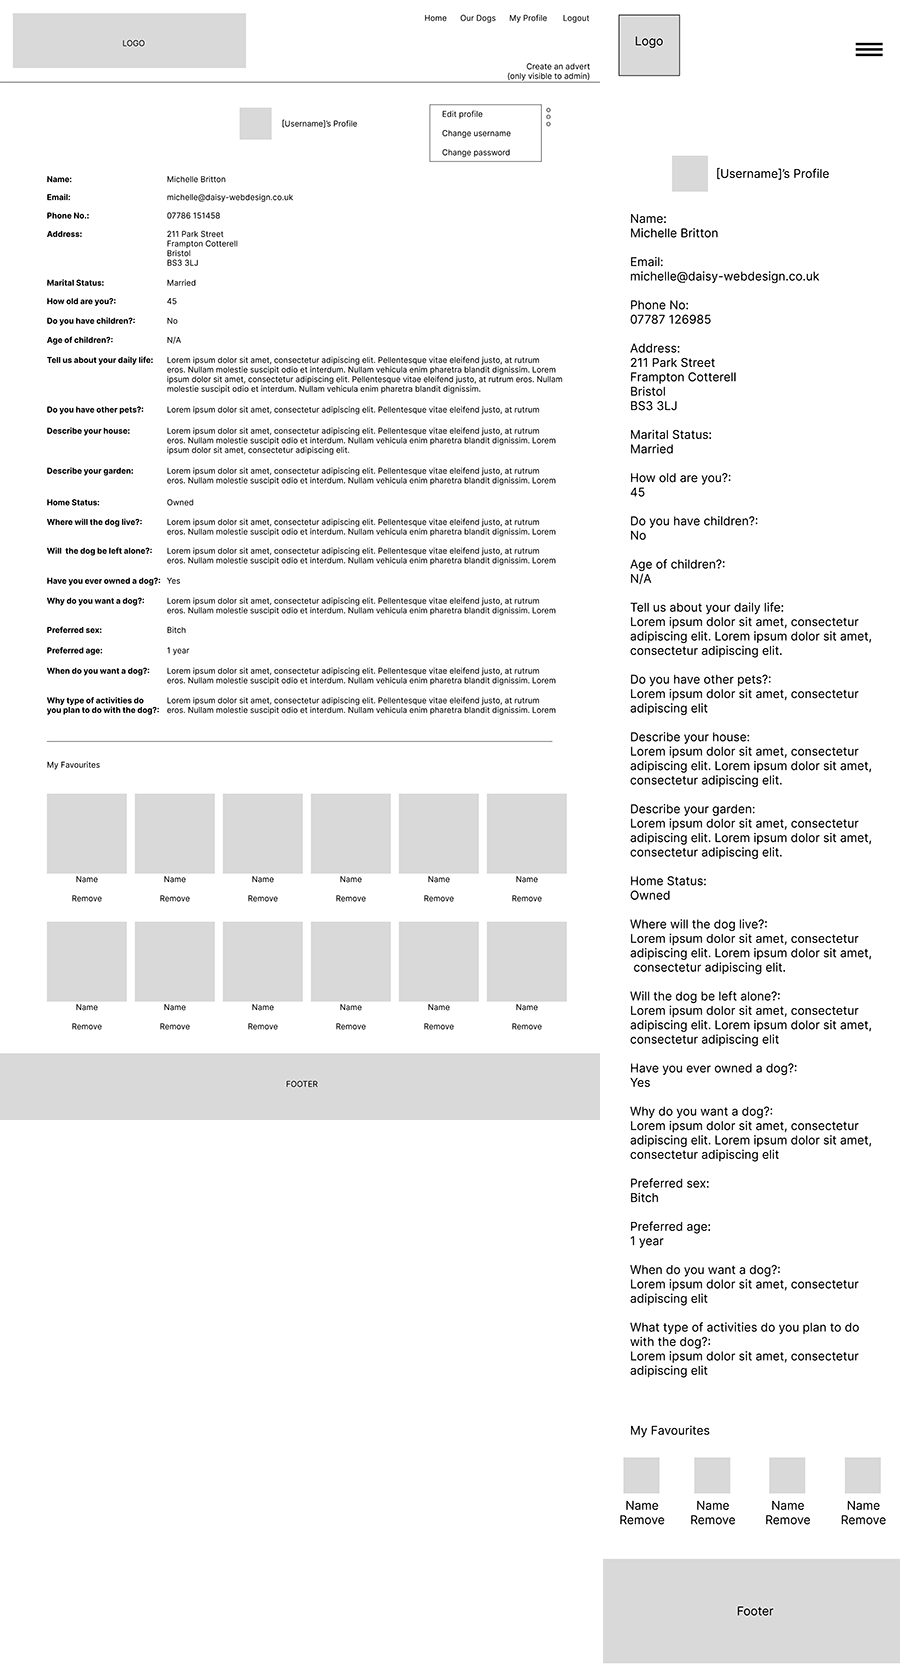 LOGO
Home Our Dogs My Profile Logout
Create an advert
(only visible to admin)
[Username]'s Profile
Edit profile
Change username
Change password
Name: Michelle Britton
Email: michelle@daisy-webdesign.co.uk
Phone No.: 07786 151458
Address: 211 Park Street
Frampton Cotterell
Bristol
BS3 3LJ
Marital Status: Married
How old are you?: 45
Do you have children?: No
Age of children?: N/A
Tell us about your daily life: Lorem ipsum dolor sit amet, consectetur adipiscing elit. Pellentesque vitae eleifend justo, at rutrum
eros. Nullam molestie suscipit odio et interdum. Nullam vehicula enim pharetra blandit dignissim. Lorem
ipsum dolor sit amet, consectetur adipiscing elit. Pellentesque vitae eleifend justo, at rutrum eros. Nullam
molestie suscipit odio et interdum. Nullam vehicula enim pharetra blandit dignissim.
Do you have other pets?: Lorem ipsum dolor sit amet, consectetur adipiscing elit. Pellentesque vitae eleifend justo, at rutrum
Describe your house: Lorem ipsum dolor sit amet, consectetur adipiscing elit. Pellentesque vitae eleifend justo, at rutrum
eros. Nullam molestie suscipit odio et interdum. Nullam vehicula enim pharetra blandit dignissim. Lorem
ipsum dolor sit amet, consectetur adipiscing elit.
Describe your garden: Lorem ipsum dolor sit amet, consectetur adipiscing elit. Pellentesque vitae eleifend justo, at rutrum
eros. Nullam molestie suscipit odio et interdum. Nullam vehicula enim pharetra blandit dignissim. Lorem
Home Status: Owned
Where will the dog live?: Lorem ipsum dolor sit amet, consectetur adipiscing elit. Pellentesque vitae eleifend justo, at rutrum
eros. Nullam molestie suscipit odio et interdum. Nullam vehicula enim pharetra blandit dignissim. Lorem
Will the dog be left alone?: Lorem ipsum dolor sit amet, consectetur adipiscing elit. Pellentesque vitae eleifend justo, at rutrum
eros. Nullam molestie suscipit odio et interdum. Nullam vehicula enim pharetra blandit dignissim. Lorem
Have you ever owned a dog?: Yes
Why do you want a dog?: Lorem ipsum dolor sit amet, consectetur adipiscing elit. Pellentesque vitae eleifend justo, at rutrum
eros. Nullam molestie suscipit odio et interdum. Nullam vehicula enim pharetra blandit dignissim. Lorem
Preferred sex: Bitch
Preferred age: 1 year
When do you want a dog?: Lorem ipsum dolor sit amet, consectetur adipiscing elit. Pellentesque vitae eleifend justo, at rutrum
eros. Nullam molestie suscipit odio et interdum. Nullam vehicula enim pharetra blandit dignissim. Lorem
Why type of activities do Lorem ipsum dolor sit amet, consectetur adipiscing elit. Pellentesque vitae eleifend justo, at rutrum
you plan to do with the dog?: eros. Nullam molestie suscipit odio et interdum. Nullam vehicula enim pharetra blandit dignissim. Lorem
My Favourites
Name Name Name Name Name Name
Remove Remove Remove Remove Remove Remove
Name Name Name Name Name Name
Remove Remove Remove Remove Remove Remove
FOOTER
Logo
[Username]'s Profile
Name:
Michelle Britton
Email:
michelle@daisy-webdesign.co.uk
Phone No:
07787 126985
Address:
211 Park Street
Frampton Cotterell
Bristol
BS3 3LJ
Marital Status:
Married
How old are you?:
45
Do you have children?:
No
Age of children?:
N/A
Tell us about your daily life:
Lorem ipsum dolor sit amet, consectetur
adipiscing elit. Lorem ipsum dolor sit amet,
consectetur adipiscing elit.
Do you have other pets?:
Lorem ipsum dolor sit amet, consectetur
adipiscing elit
Describe your house:
Lorem ipsum dolor sit amet, consectetur
adipiscing elit. Lorem ipsum dolor sit amet,
consectetur adipiscing elit.
Describe your garden:
Lorem ipsum dolor sit amet, consectetur
adipiscing elit. Lorem ipsum dolor sit amet,
consectetur adipiscing elit.
Home Status:
Owned
Where will the dog live?:
Lorem ipsum dolor sit amet, consectetur
adipiscing elit. Lorem ipsum dolor sit amet,
consectetur adipiscing elit.
Will the dog be left alone?:
Lorem ipsum dolor sit amet, consectetur
adipiscing elit. Lorem ipsum dolor sit amet,
consectetur adipiscing elit
Have you ever owned a dog?:
Yes
Why do you want a dog?:
Lorem ipsum dolor sit amet, consectetur
adipiscing elit. Lorem ipsum dolor sit amet,
consectetur adipiscing elit
Preferred sex:
Bitch
Preferred age:
1 year
When do you want a dog?:
Lorem ipsum dolor sit amet, consectetur
adipiscing elit
What type of activities do you plan to do
with the dog?:
Lorem ipsum dolor sit amet, consectetur
adipiscing elit
My Favourites
Name Name Name Name
Remove Remove Remove Remove
Footer